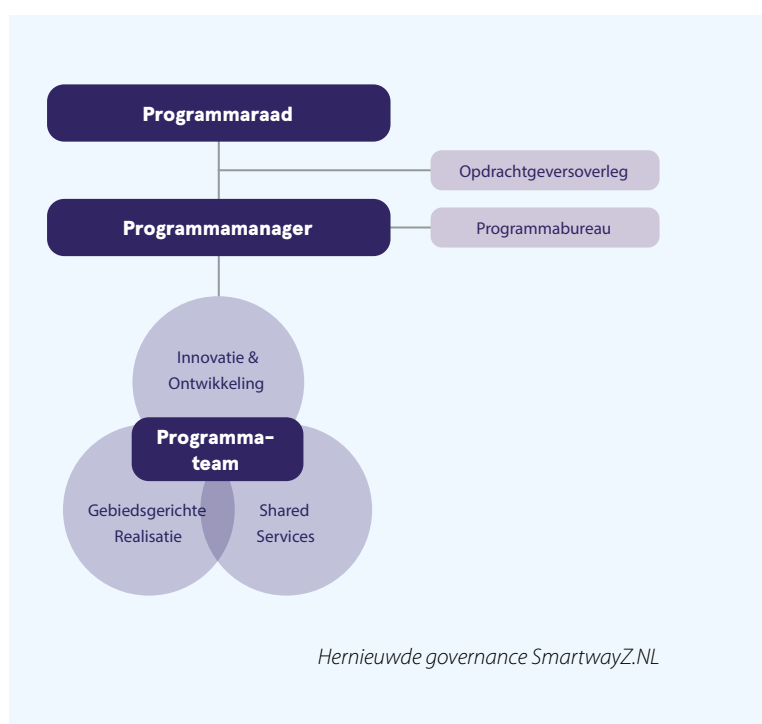 Programmaraad
Opdrachtgeversoverleg
Programmamanager
Programmabureau
Innovatie &
Ontwikkeling
Programma-
team
Gebiedsgerichte
Realisatie
Shared
Services
Hernieuwde governance SmartwayZ.NL